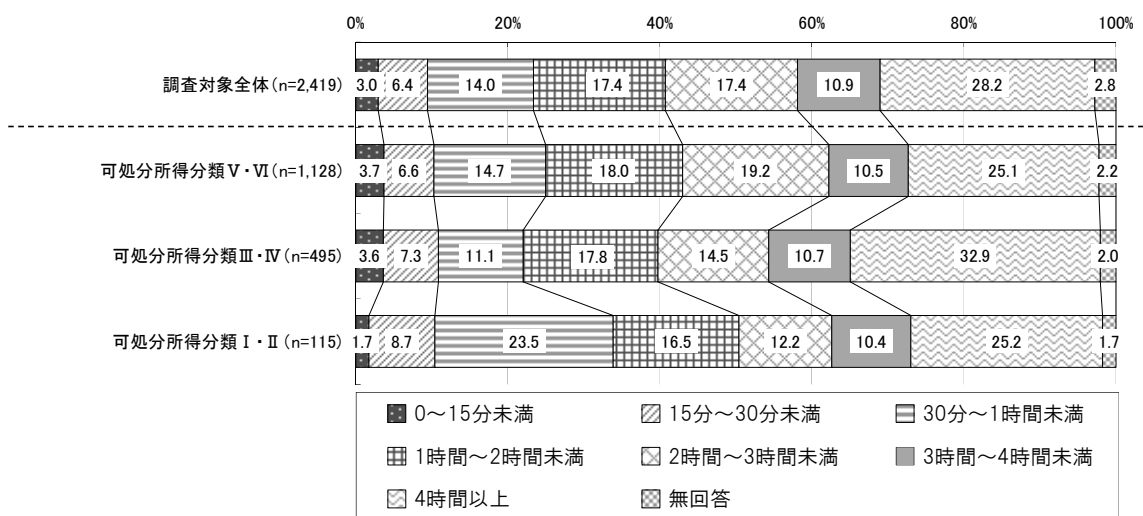 0% 20% 40% 60% 80% 100%
調査対象全体(n=2,419) 3.0 6.4 14.0 17.4 17.4 10.9 28.2 2.8
可処分所得分類Ⅴ・Ⅵ(n=1,128) 3.7 6.6 14.7 18.0 19.2 10.5 25.1 2.2
可処分所得分類Ⅲ・Ⅳ(n=495) 3.6 7.3 11.1 17.8 14.5 10.7 32.9 2.0
可処分所得分類Ⅰ・Ⅱ(n=115) 1.7 8.7 23.5 16.5 12.2 10.4 25.2 1.7
0～15分未満 15分～30分未満 30分～1時間未満
1時間～2時間未満 2時間～3時間未満 3時間～4時間未満
4時間以上 無回答